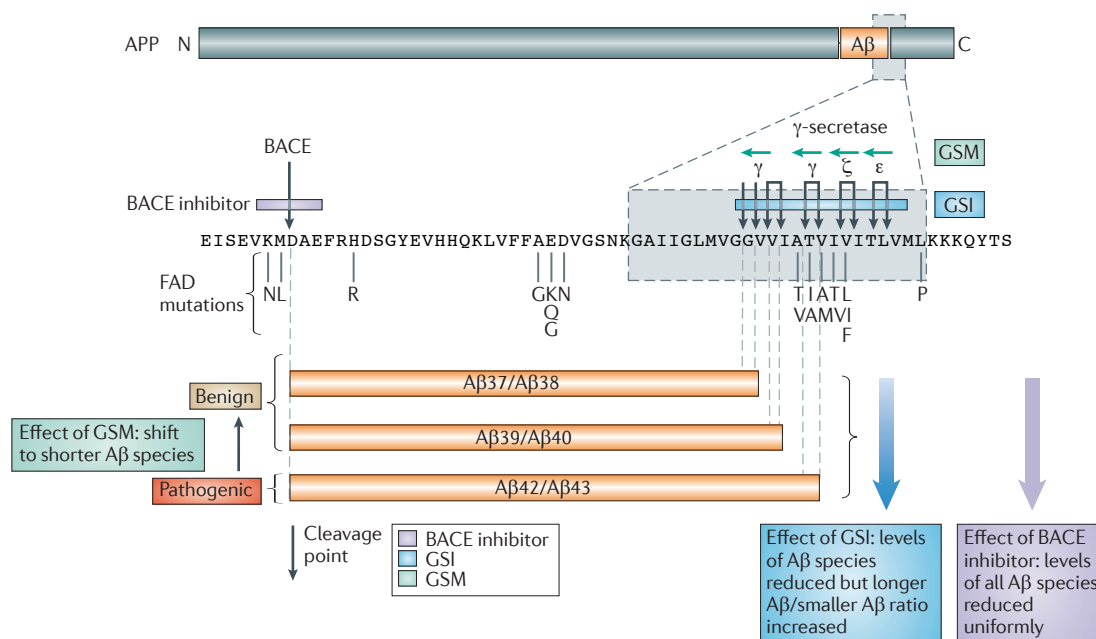 APP N Aβ C
γ-secretase
BACE
GSM
γ γ ζ ε
BACE inhibitor
GSI
EISEVKMDAEFRHDSGYEVHHQKLVFFAEDVGSNKGAIIGLMVGGVVIATVIVITLVMLKKKQYTS
FAD
mutations
NL R GKN T I A T L P
Q VAMVI
G F
Aβ37/Aβ38
Benign
Aβ39/Aβ40
Effect of GSM: shift
to shorter Aβ species
Pathogenic
Aβ42/Aβ43
Cleavage
point
BACE inhibitor
GSI
GSM
Effect of GSI: levels
of Aβ species
reduced but longer
Aβ/smaller Aβ ratio
increased
Effect of BACE
inhibitor: levels
of all Aβ species
reduced
uniformly